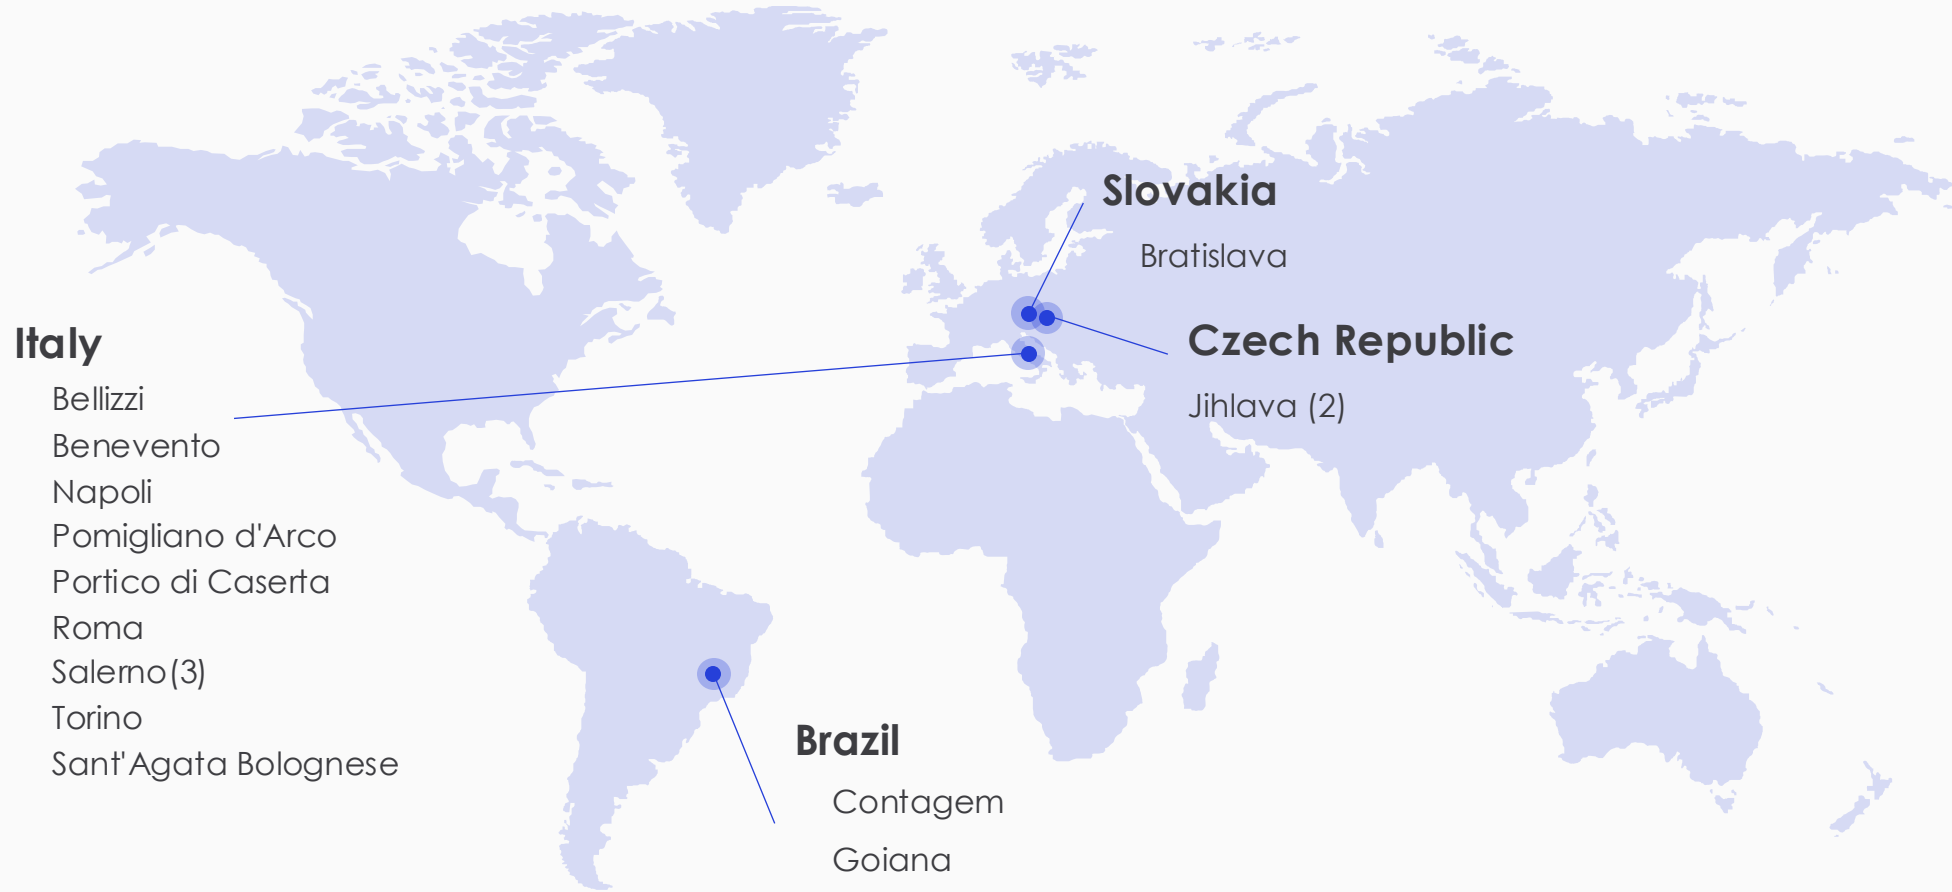 Slovakia
Bratislava
Italy
Bellizzi
Benevento
Napoli
Pomigliano d'Arco
Portico di Caserta
Roma
Salerno(3)
Torino
Sant'Agata Bolognese
Czech Republic
Jihlava (2)
Brazil
Contagem
Goiana